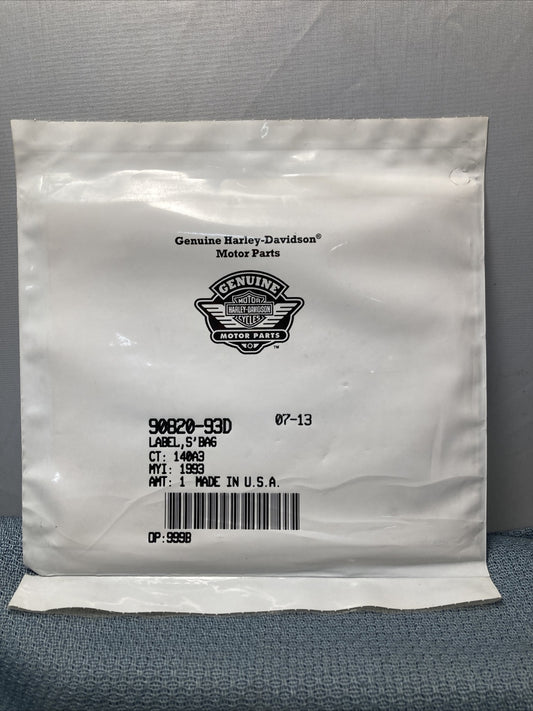 Genuine Harley-Davidson®
Motor Parts
GENUINE
MOTOR
HARLEY-DAVIDSON
CYCLES
MOTOR PARTS
™
90820-93D 07-13
LABEL,S'BAG
CT: 140A3
MYI: 1993
AMT: 1 MADE IN U.S.A.
OP:999B